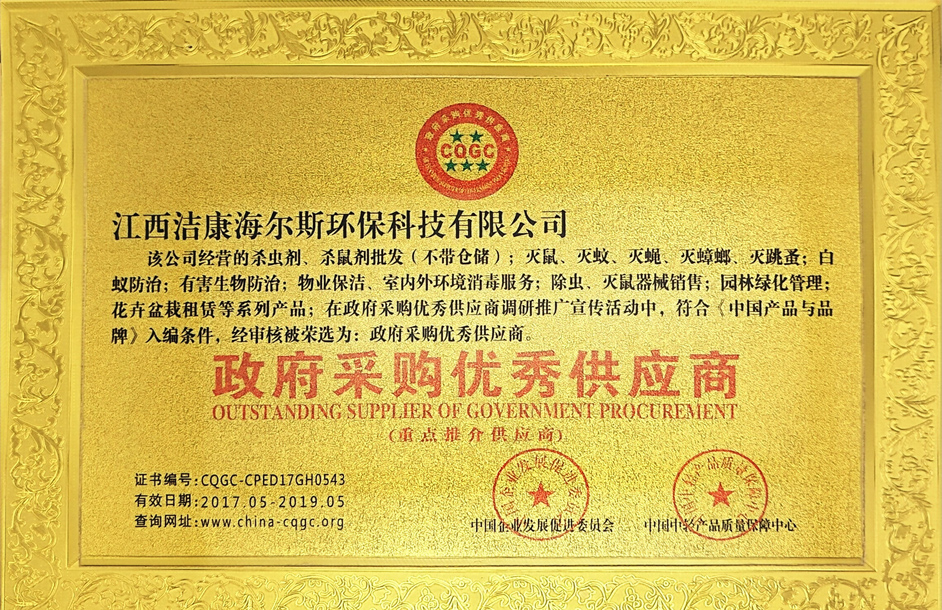 政府采购优秀供应商
CQGC
江西洁康海尔斯环保科技有限公司
该公司经营的杀虫剂、杀鼠剂批发（不带仓储）；灭鼠、灭蚊、灭蝇、灭蟑螂、灭跳蚤；白
蚁防治；有害生物防治；物业保洁、室内外环境消毒服务；除虫、灭鼠器械销售；园林绿化管理；
花卉盆栽租赁等系列产品；在政府采购优秀供应商调研推广宣传活动中，符合《中国产品与品
牌》入编条件，经审核被荣选为：政府采购优秀供应商。
政府采购优秀供应商
OUTSTANDING SUPPLIER OF GOVERNMENT PROCUREMENT
（重点推介供应商）
证书编号：CQGC-CPED17GH0543
有效日期：2017.05-2019.05
查询网址：www.china-cqgc.org
中国企业发展促进委员会
中国中轻产品质量保障中心